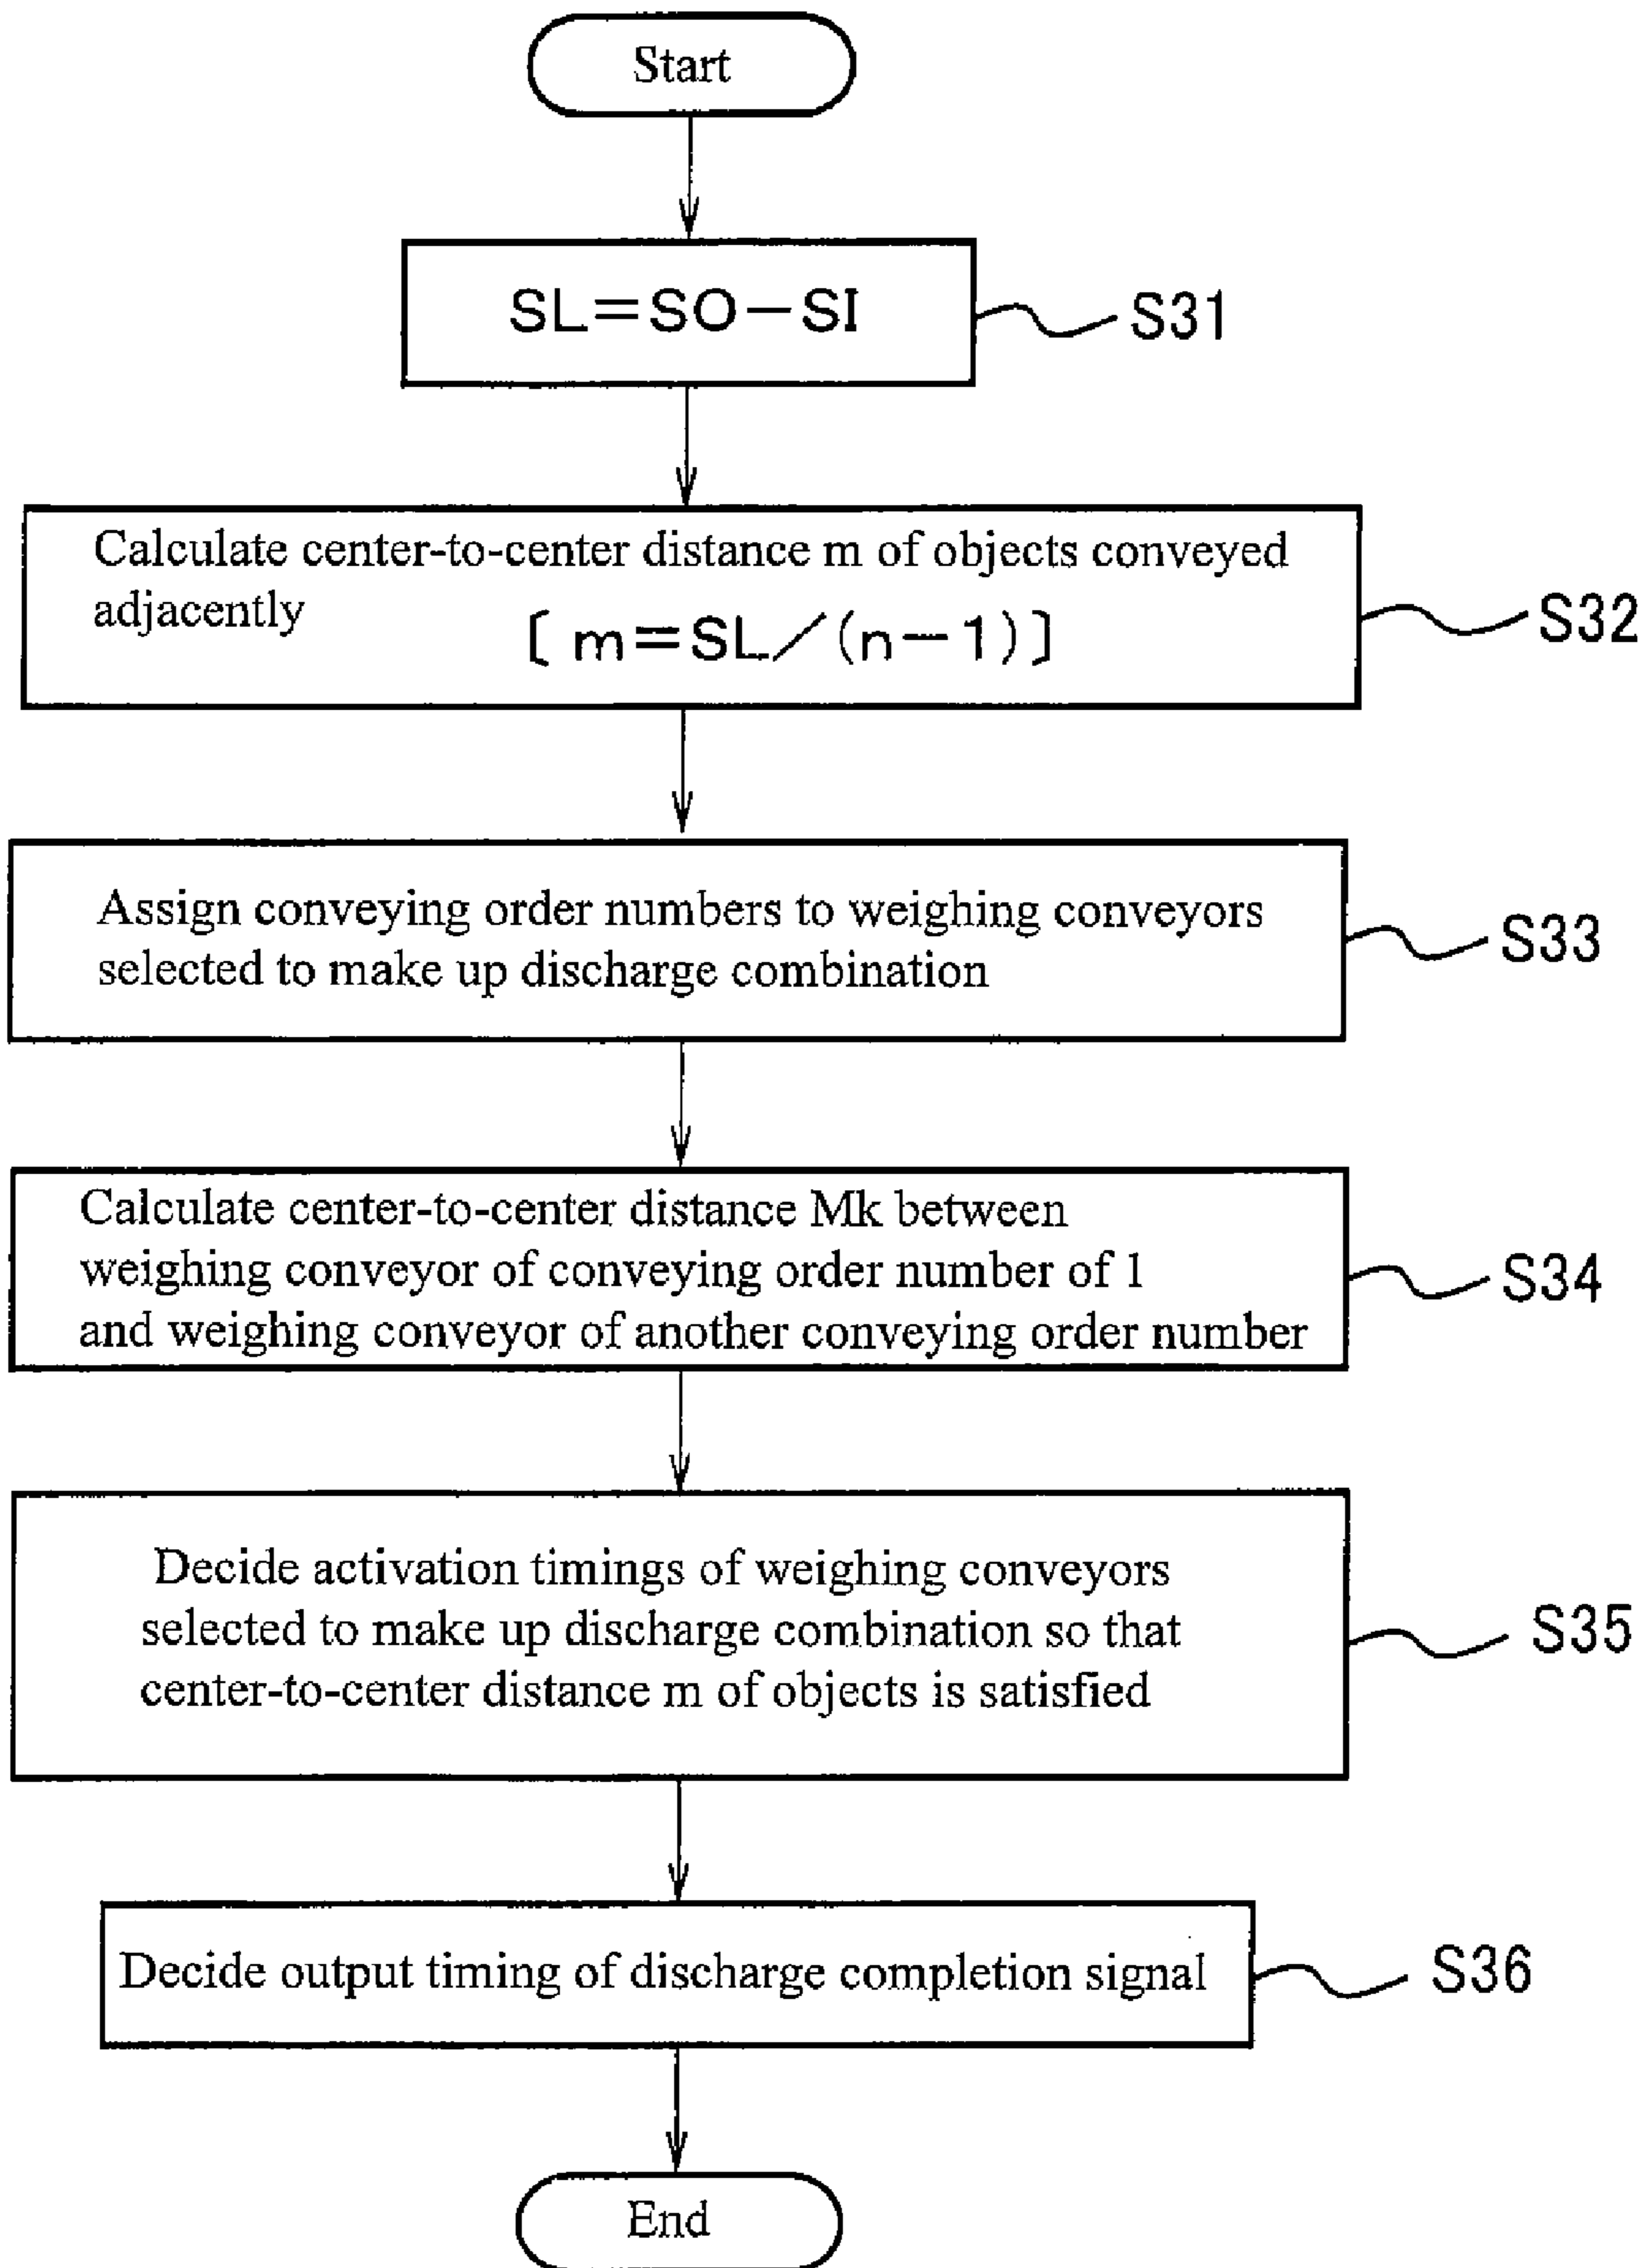 Start
SL=SO−SI
S31
Calculate center-to-center distance m of objects conveyed
adjacently
[ m=SL/(n−1)]
S32
Assign conveying order numbers to weighing conveyors
selected to make up discharge combination
S33
Calculate center-to-center distance Mk between
weighing conveyor of conveying order number of 1
and weighing conveyor of another conveying order number
S34
Decide activation timings of weighing conveyors
selected to make up discharge combination so that
center-to-center distance m of objects is satisfied
S35
Decide output timing of discharge completion signal
S36
End